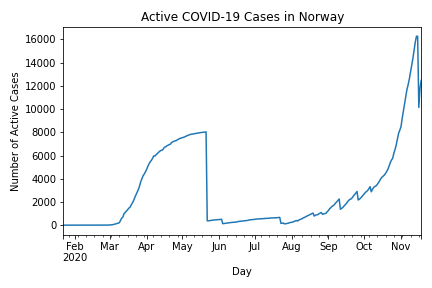 Active COVID-19 Cases in Norway
Number of Active Cases
16000
14000
12000
10000
8000
6000
4000
2000
0
Feb Mar Apr May Jun Jul Aug Sep Oct Nov
2020
Day